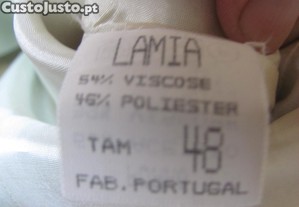 CustoJusto.pt
LAMIA
54% VISCOSE
46% POLIESTER
TAM 48
FAB. PORTUGAL